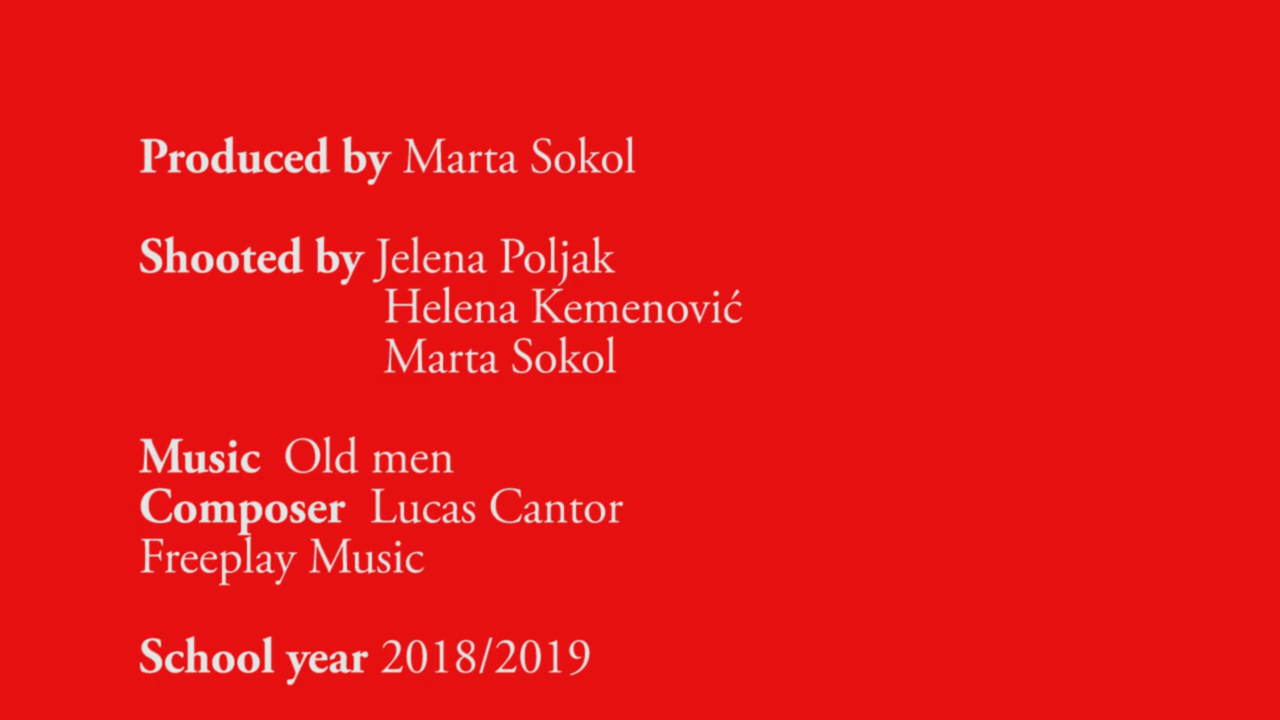 Produced by Marta Sokol
Shooted by Jelena Poljak
Helena Kemenović
Marta Sokol
Music Old men
Composer Lucas Cantor
Freeplay Music
School year 2018/2019